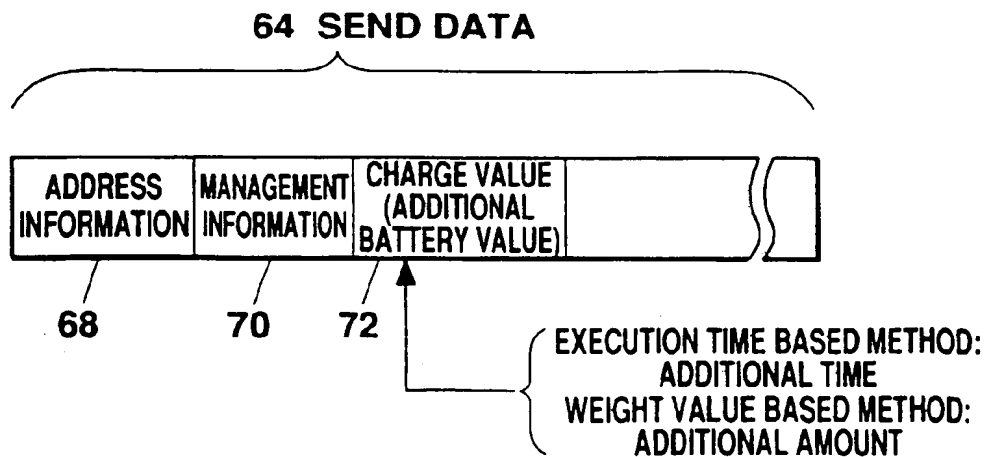 64 SEND DATA
ADDRESS INFORMATION
MANAGEMENT INFORMATION
CHARGE VALUE (ADDITIONAL BATTERY VALUE)
68
70
72
EXECUTION TIME BASED METHOD:
ADDITIONAL TIME
WEIGHT VALUE BASED METHOD:
ADDITIONAL AMOUNT